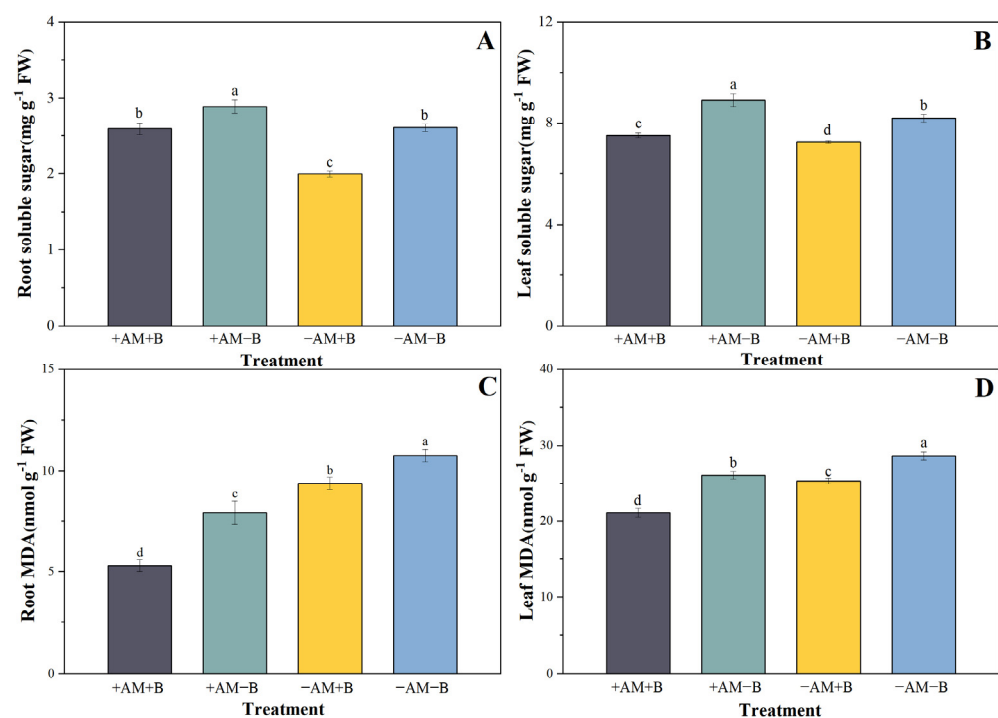 A
Root soluble sugar(mg g⁻¹ FW)
4
3
2
1
0
b
a
c
b
+AM+B
+AM−B
−AM+B
−AM−B
Treatment
B
Leaf soluble sugar(mg g⁻¹ FW)
12
8
4
0
c
a
d
b
+AM+B
+AM−B
−AM+B
−AM−B
Treatment
C
Root MDA(nmol g⁻¹ FW)
15
10
5
0
d
c
b
a
+AM+B
+AM−B
−AM+B
−AM−B
Treatment
D
Leaf MDA(nmol g⁻¹ FW)
40
30
20
10
0
d
b
c
a
+AM+B
+AM−B
−AM+B
−AM−B
Treatment